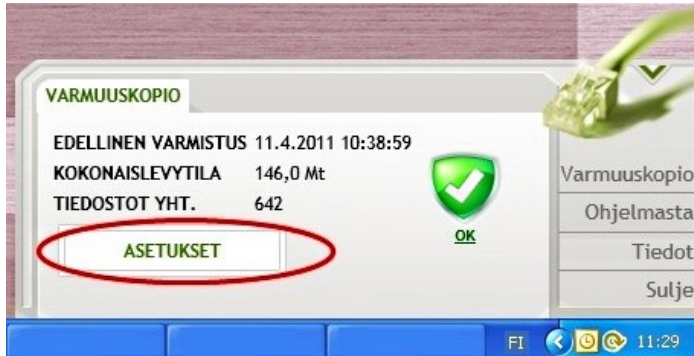 VARMUUSKOPIO
EDELLINEN VARMISTUS 11.4.2011 10:38:59
KOKONAISLEVYTILA 146,0 Mt
TIEDOSTOT YHT. 642
ASETUKSET
OK
Varmuuskopio
Ohjelmasta
Tiedot
Sulje
FI 11:29